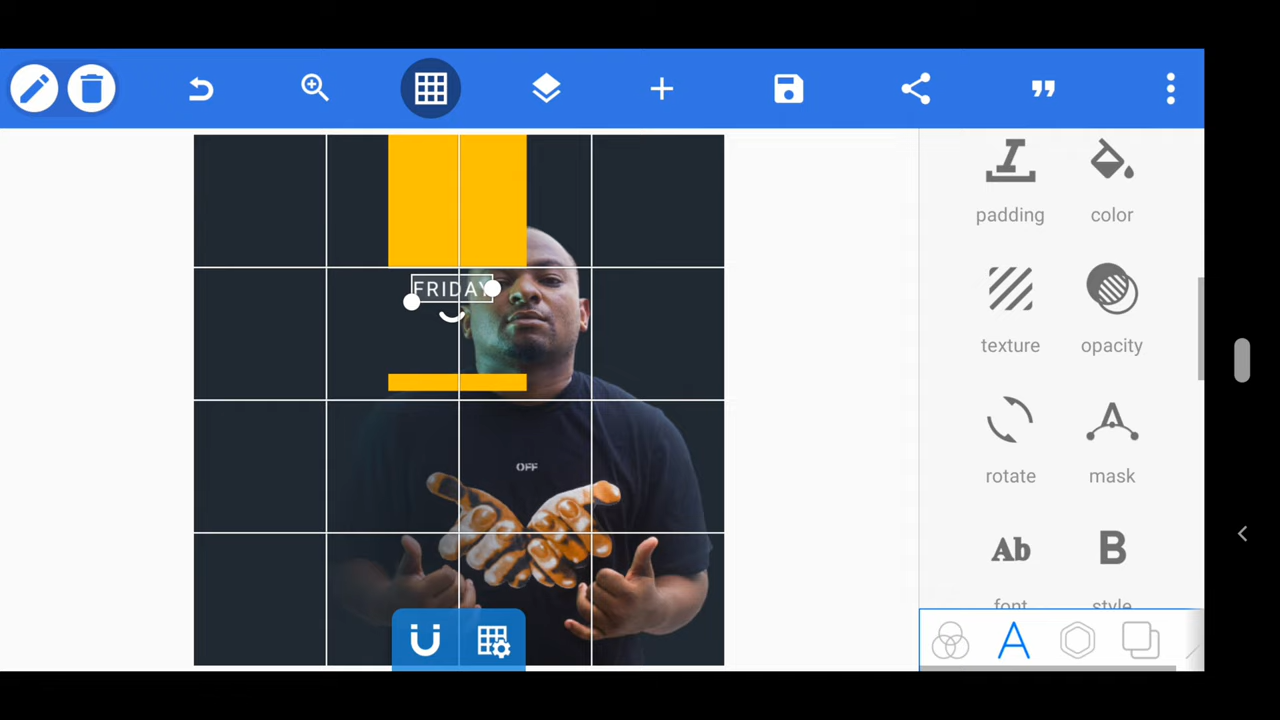 padding color
FRIDAY
texture opacity
OFF
rotate mask
Ab B
font style
A